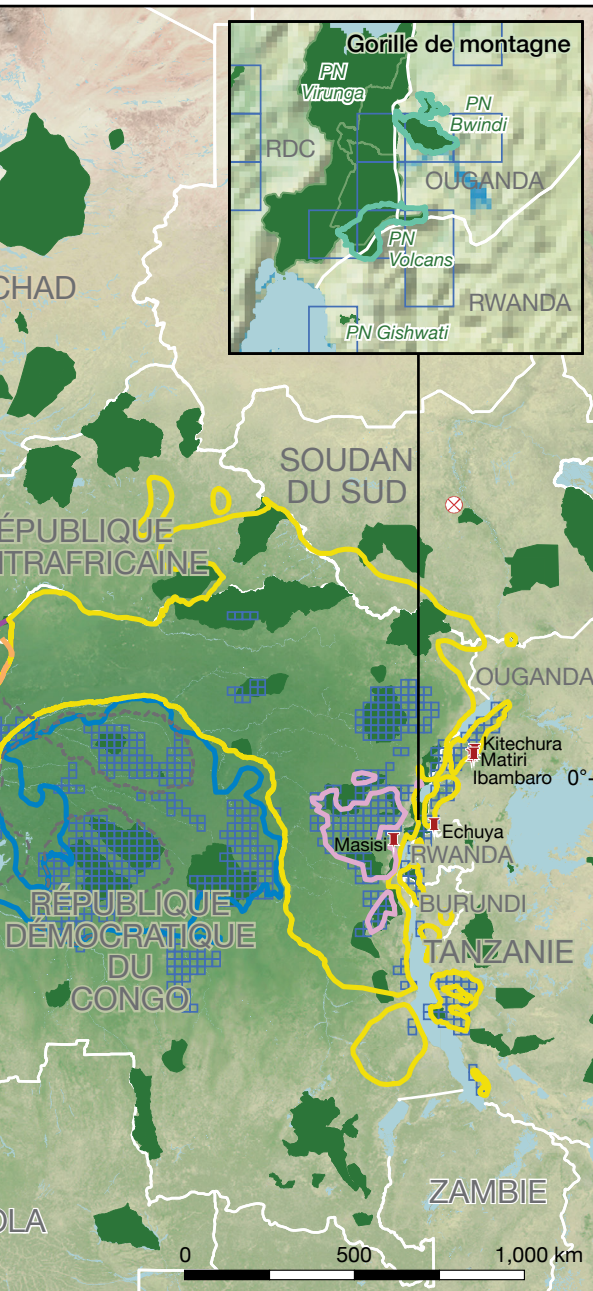 Gorille de montagne
PN
Virunga
PN
Bwindi
RDC
OUGANDA
PN
Volcans
RWANDA
PN Gishwati
CHAD
SOUDAN
DU SUD
ÉPUBLIQUE
NTRAFRICAINE
OUGANDA
Kitechura
Matiri
Ibambaro
0°-
Echuya
Masisi
RWANDA
RÉPUBLIQUE
DÉMOCRATIQUE
DU
CONGO
BURUNDI
TANZANIE
ZAMBIE
OLA
0
500
1,000 km